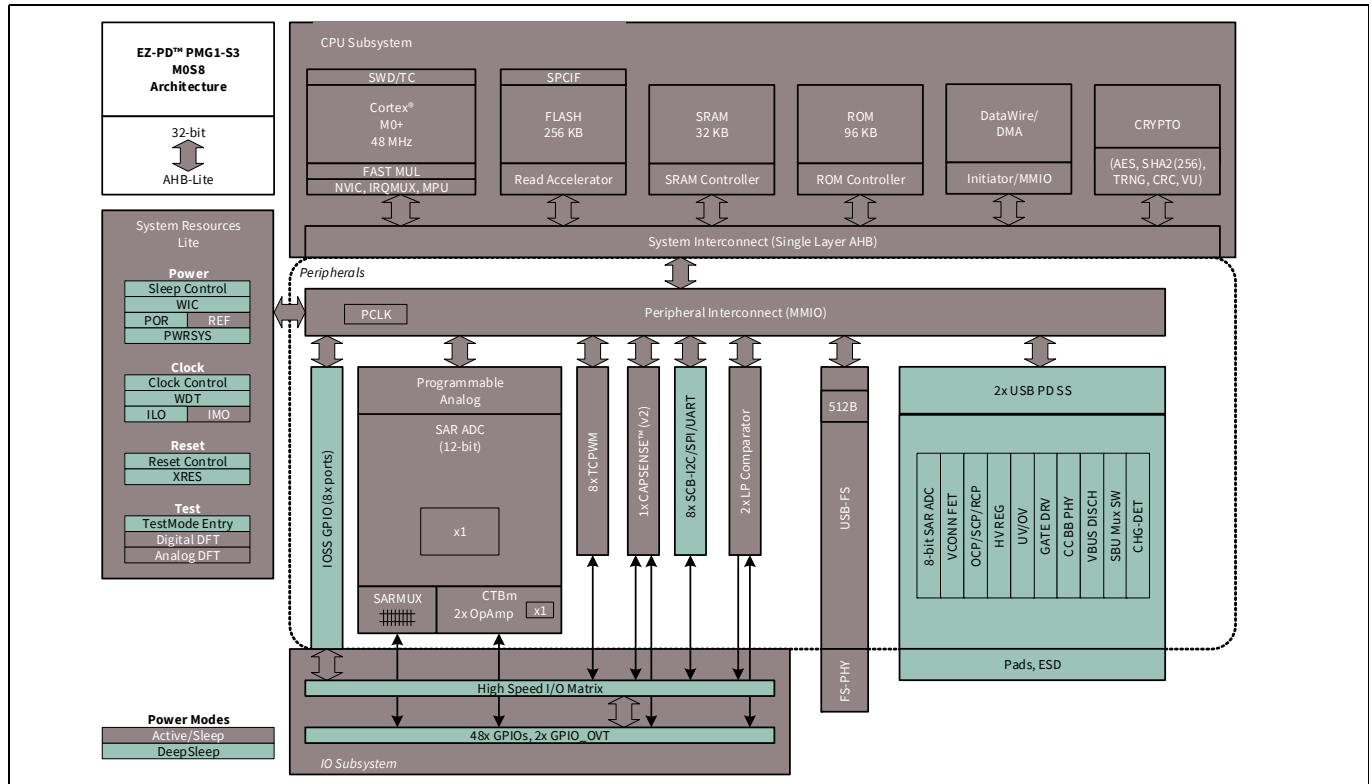 EZ-PD™ PMG1-S3
M0S8
Architecture
32-bit
AHB-Lite
CPU Subsystem
SWD/TC
Cortex®
M0+
48 MHz
FAST MUL
NVIC, IRQMUX, MPU
SPCIF
FLASH
256 KB
Read Accelerator
SRAM
32 KB
SRAM Controller
ROM
96 KB
ROM Controller
DataWire/
DMA
Initiator/MMIO
CRYPTO
(AES, SHA2(256),
TRNG, CRC, VU)
System Interconnect (Single Layer AHB)
System Resources
Lite
Power
Sleep Control
WIC
POR
REF
PWRSYS
Clock
Clock Control
WDT
ILO
IMO
Reset
Reset Control
XRES
Test
TestMode Entry
Digital DFT
Analog DFT
Peripherals
PCLK
Peripheral Interconnect (MMIO)
IOSS GPIO (8x ports)
Programmable
Analog
SAR ADC
(12-bit)
x1
SARMUX
CTBm
2x OpAmp
x1
8x TCPWM
1x CAPSENSE™ (v2)
8x SCB-I2C/SPI/UART
2x LP Comparator
512B
USB-FS
FS-PHY
2x USB PD SS
8-bit SAR ADC
VCONN FET
OCP/SCP/RCP
HV REG
UV/OV
GATE DRV
CC BB PHY
VBUS DISCH
SBU Mux SW
CHG-DET
Pads, ESD
High Speed I/O Matrix
48x GPIOs, 2x GPIO_OVT
IO Subsystem
Power Modes
Active/Sleep
DeepSleep